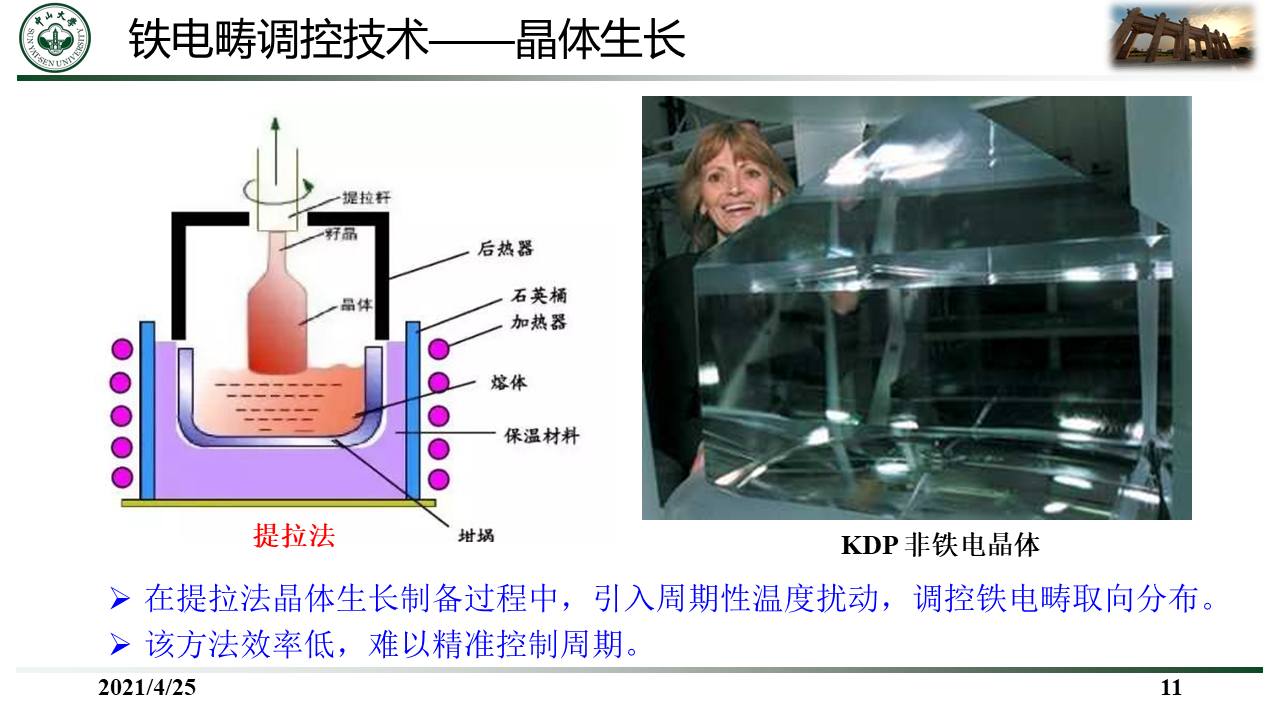 中山大學
SUN YAT-SEN UNIVERSITY
铁电畴调控技术——晶体生长
提拉杆
籽晶
后热器
晶体
石英桶
加热器
熔体
保温材料
坩埚
提拉法
KDP 非铁电晶体
➢ 在提拉法晶体生长制备过程中，引入周期性温度扰动，调控铁电畴取向分布。
➢ 该方法效率低，难以精准控制周期。
2021/4/25
11